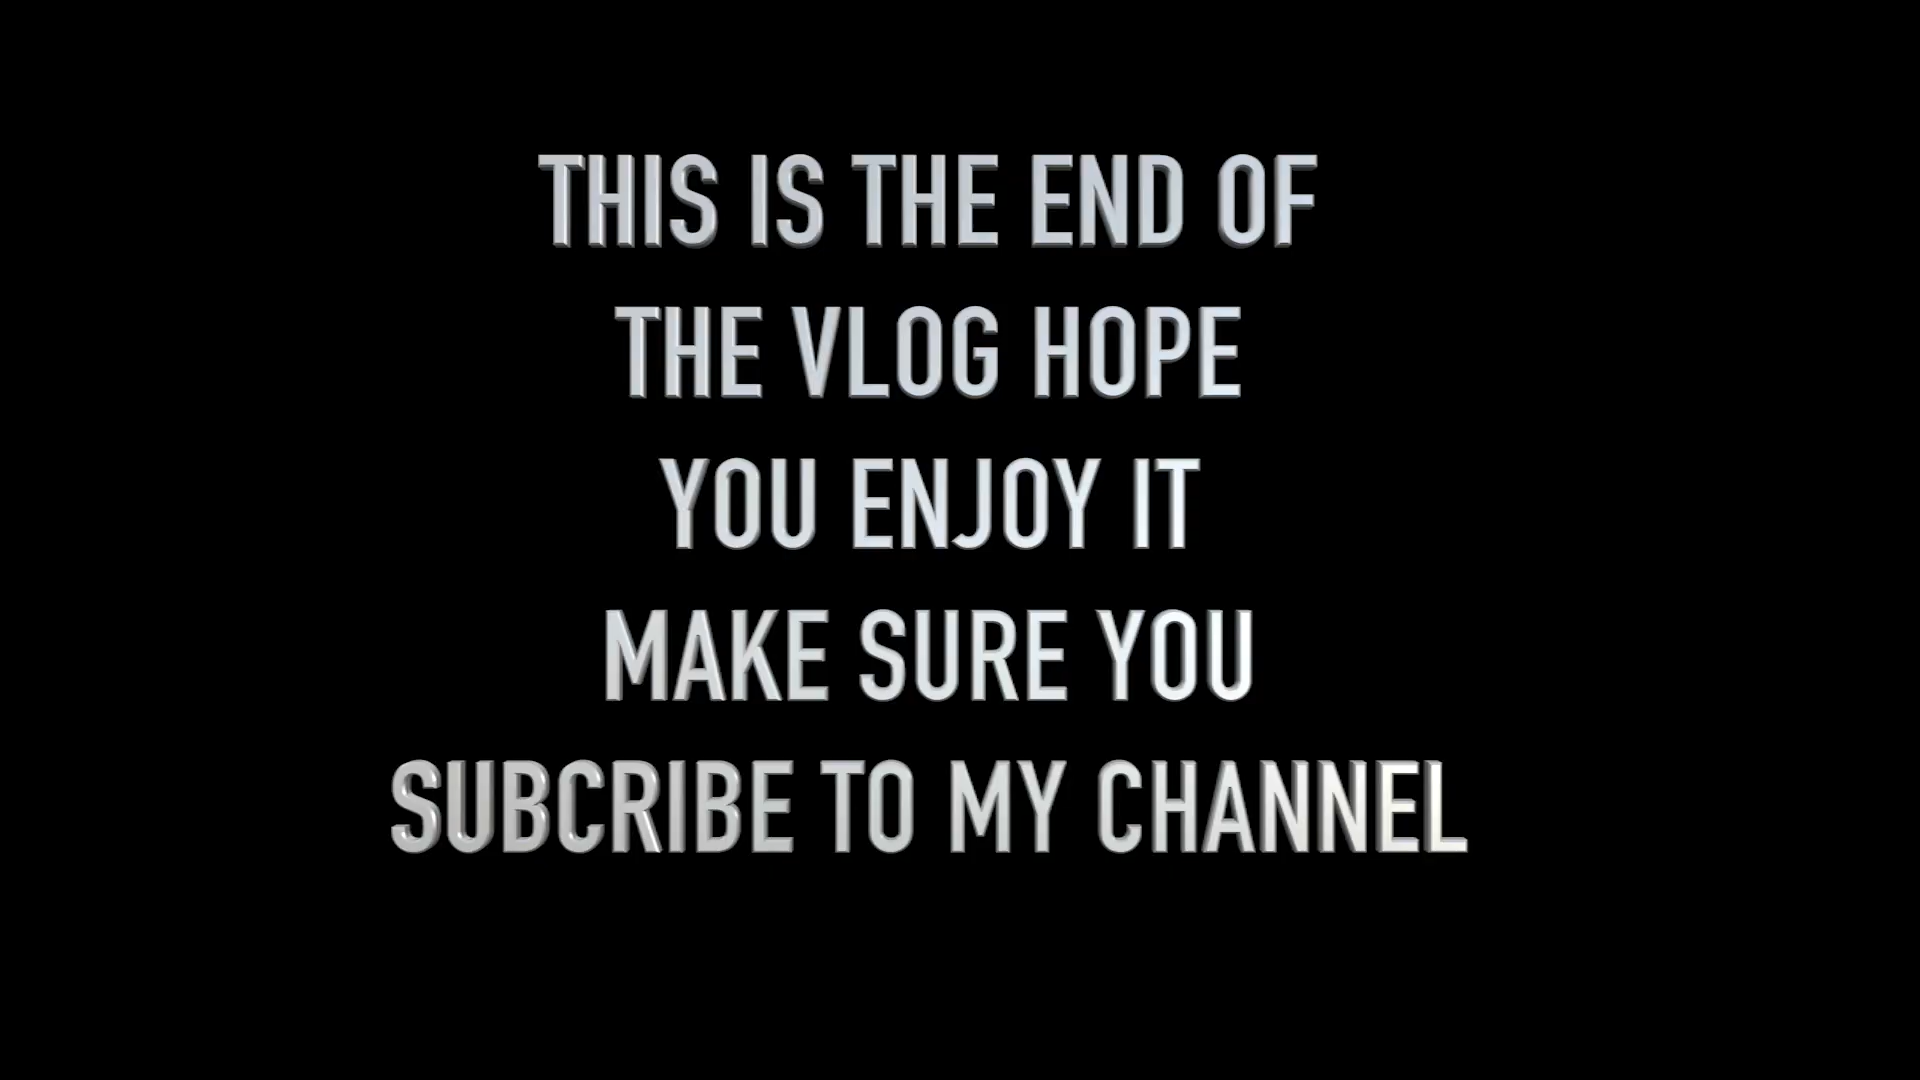 THIS IS THE END OF
THE VLOG HOPE
YOU ENJOY IT
MAKE SURE YOU
SUBCRIBE TO MY CHANNEL